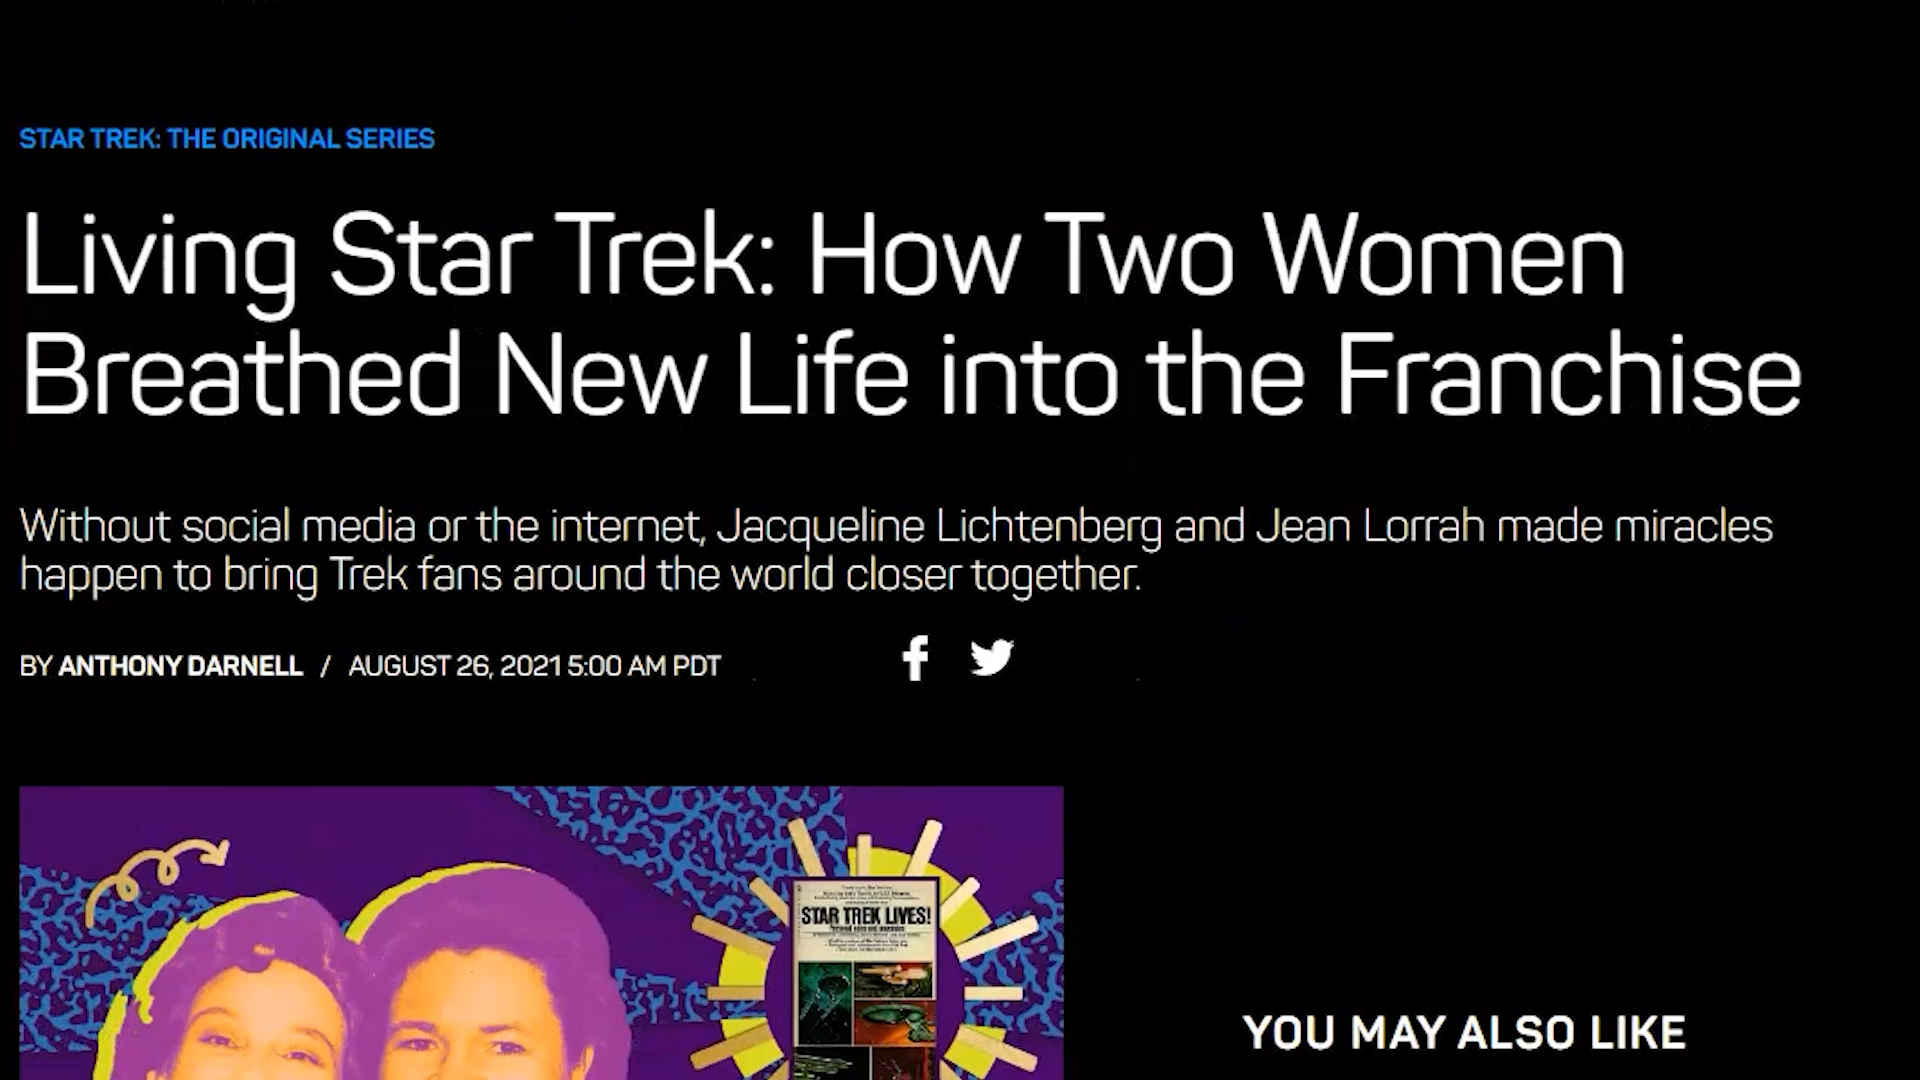 STAR TREK: THE ORIGINAL SERIES
Living Star Trek: How Two Women
Breathed New Life into the Franchise
Without social media or the internet, Jacqueline Lichtenberg and Jean Lorrah made miracles
happen to bring Trek fans around the world closer together.
BY ANTHONY DARNELL / AUGUST 26, 2021 5:00 AM PDT
STAR TREK LIVES!
YOU MAY ALSO LIKE